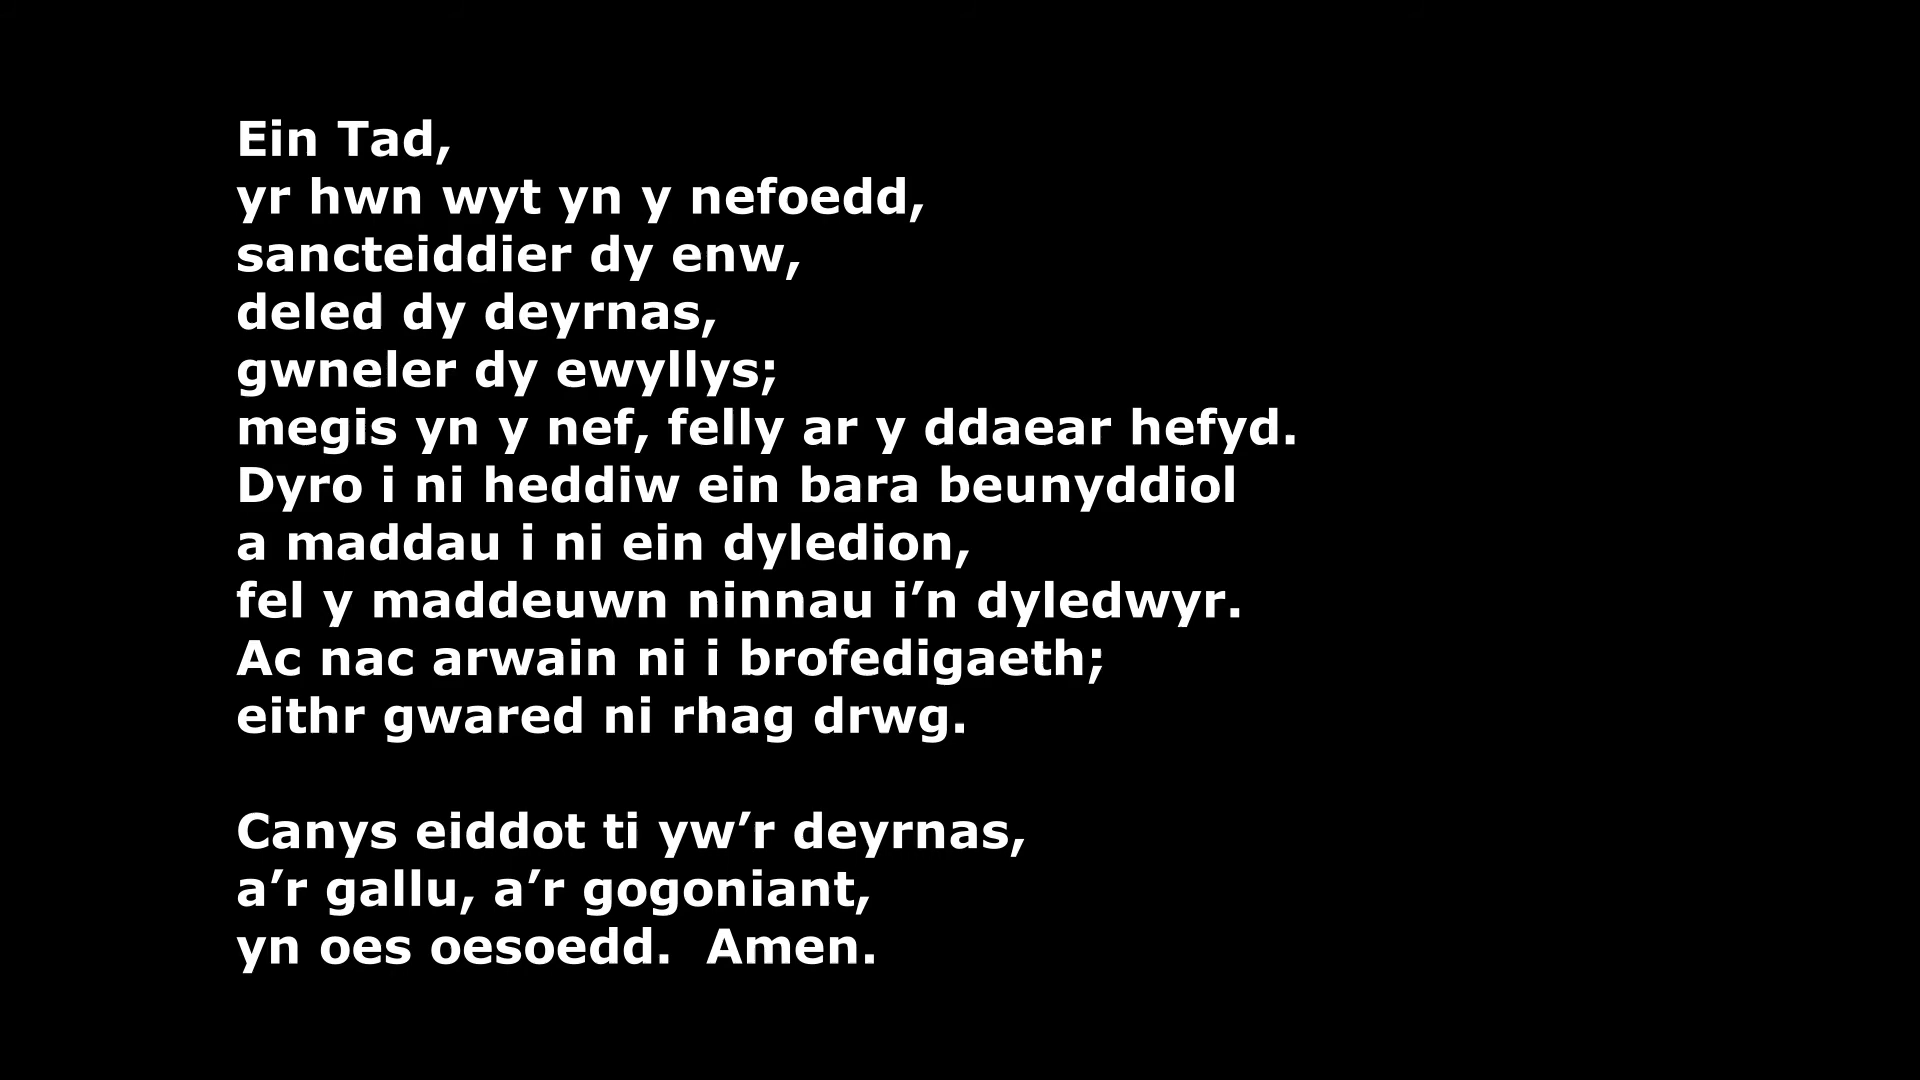 Ein Tad,
yr hwn wyt yn y nefoedd,
sancteiddier dy enw,
deled dy deyrnas,
gwneler dy ewyllys;
megis yn y nef, felly ar y ddaear hefyd.
Dyro i ni heddiw ein bara beunyddiol
a maddau i ni ein dyledion,
fel y maddeuwn ninnau i’n dyledwyr.
Ac nac arwain ni i brofedigaeth;
eithr gwared ni rhag drwg.

Canys eiddot ti yw’r deyrnas,
a’r gallu, a’r gogoniant,
yn oes oesoedd.  Amen.